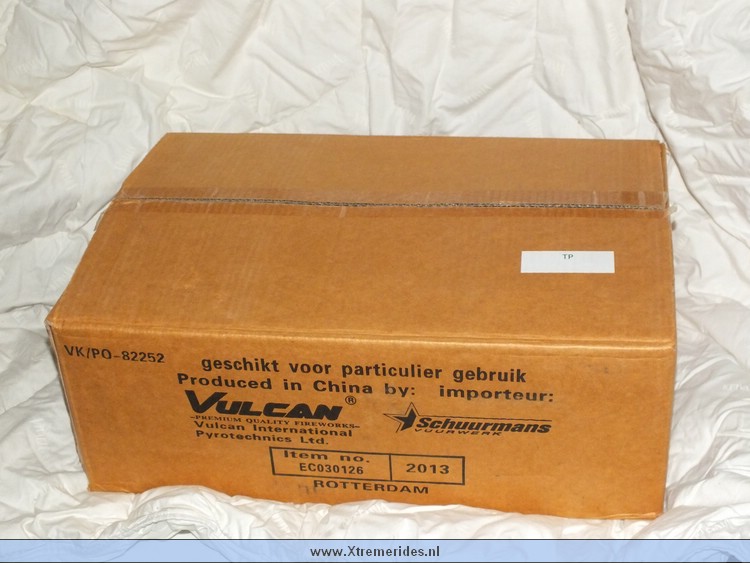 TP
VK/PO-82252
geschikt voor particulier gebruik
Produced in China by: importeur:
VULCAN®
-PREMIUM QUALITY FIREWORKS-
Vulcan International
Pyrotechnics Ltd.
Schuurmans
VUURWERK
Item no.
EC030126
2013
ROTTERDAM
www.Xtremerides.nl